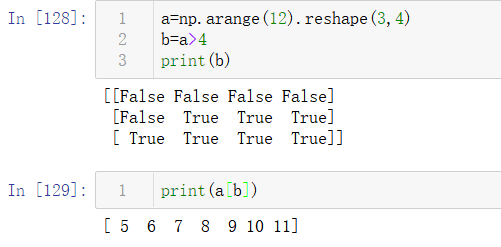 In [128]:
1 a=np.arange(12).reshape(3,4)
2 b=a>4
3 print(b)
[[False False False False]
 [False  True  True  True]
 [ True  True  True  True]]
In [129]:
1 print(a[b])
[ 5  6  7  8  9 10 11]